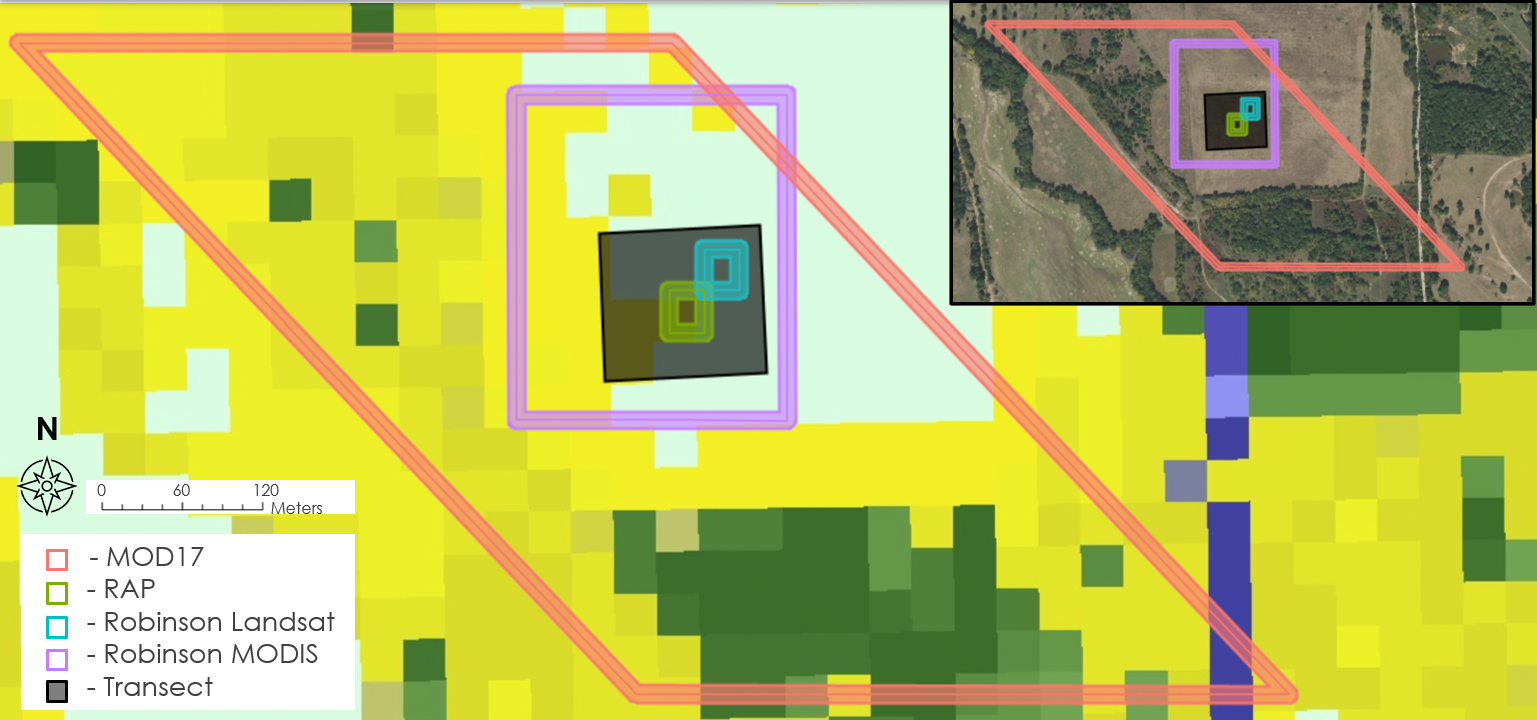 N
0 60 120
Meters
- MOD17
- RAP
- Robinson Landsat
- Robinson MODIS
- Transect